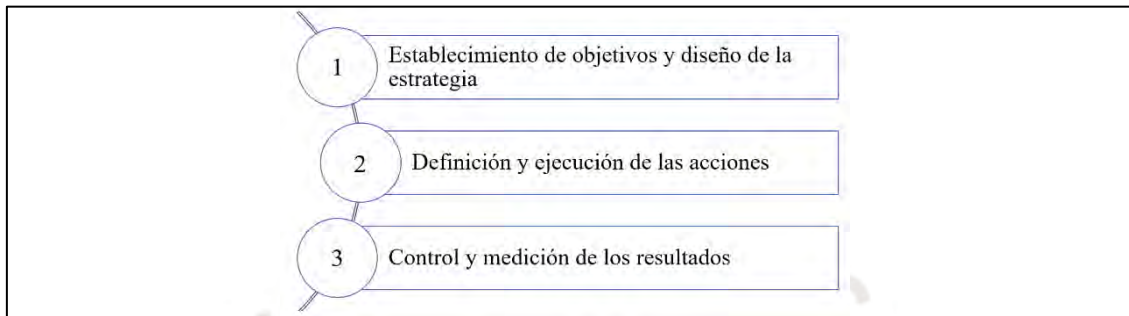 1
Establecimiento de objetivos y diseño de la
estrategia
2
Definición y ejecución de las acciones
3
Control y medición de los resultados